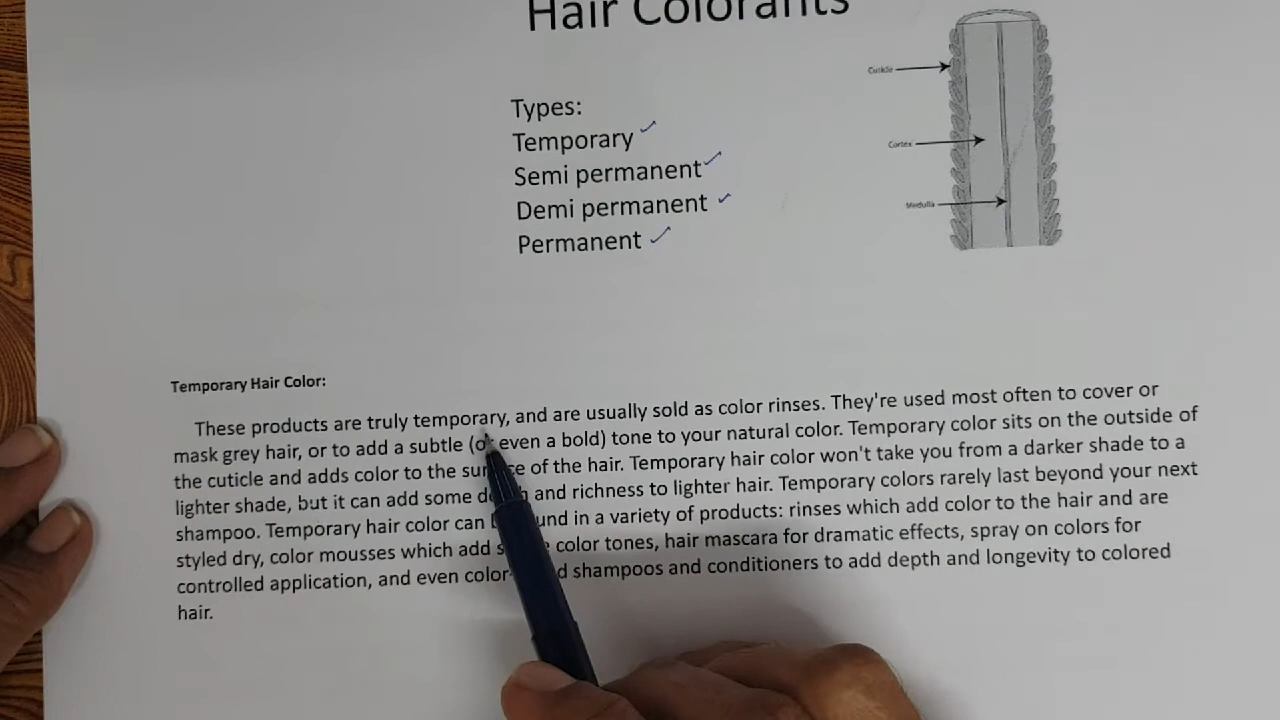 Hair Colorants
Types:
Temporary
Semi permanent
Demi permanent
Permanent
Cuticle
Cortex
Medulla
Temporary Hair Color:
These products are truly temporary, and are usually sold as color rinses. They're used most often to cover or
mask grey hair, or to add a subtle (or even a bold) tone to your natural color. Temporary color sits on the outside of
the cuticle and adds color to the surface of the hair. Temporary hair color won't take you from a darker shade to a
lighter shade, but it can add some depth and richness to lighter hair. Temporary colors rarely last beyond your next
shampoo. Temporary hair color can be found in a variety of products: rinses which add color to the hair and are
styled dry, color mousses which add color tones, hair mascara for dramatic effects, spray on colors for
controlled application, and even shampoos and conditioners to add depth and longevity to colored
hair.